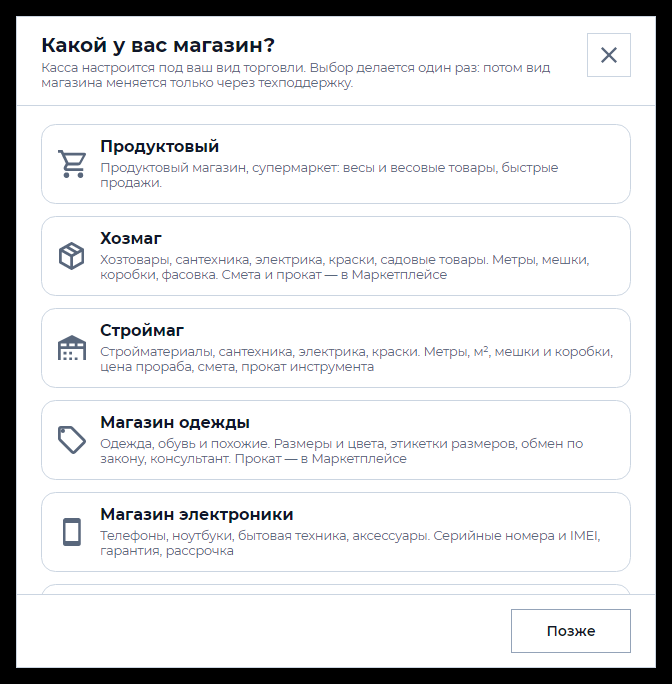 Какой у вас магазин?
Касса настроится под ваш вид торговли. Выбор делается один раз: потом вид
магазина меняется только через техподдержку.
Продуктовый
Продуктовый магазин, супермаркет: весы и весовые товары, быстрые
продажи.
Хозмаг
Хозтовары, сантехника, электрика, краски, садовые товары. Метры, мешки,
коробки, фасовка. Смета и прокат — в Маркетплейсе
Строймаг
Стройматериалы, сантехника, электрика, краски. Метры, м², мешки и коробки,
цена прораба, смета, прокат инструмента
Магазин одежды
Одежда, обувь и похожие. Размеры и цвета, этикетки размеров, обмен по
закону, консультант. Прокат — в Маркетплейсе
Магазин электроники
Телефоны, ноутбуки, бытовая техника, аксессуары. Серийные номера и IMEI,
гарантия, рассрочка
Позже